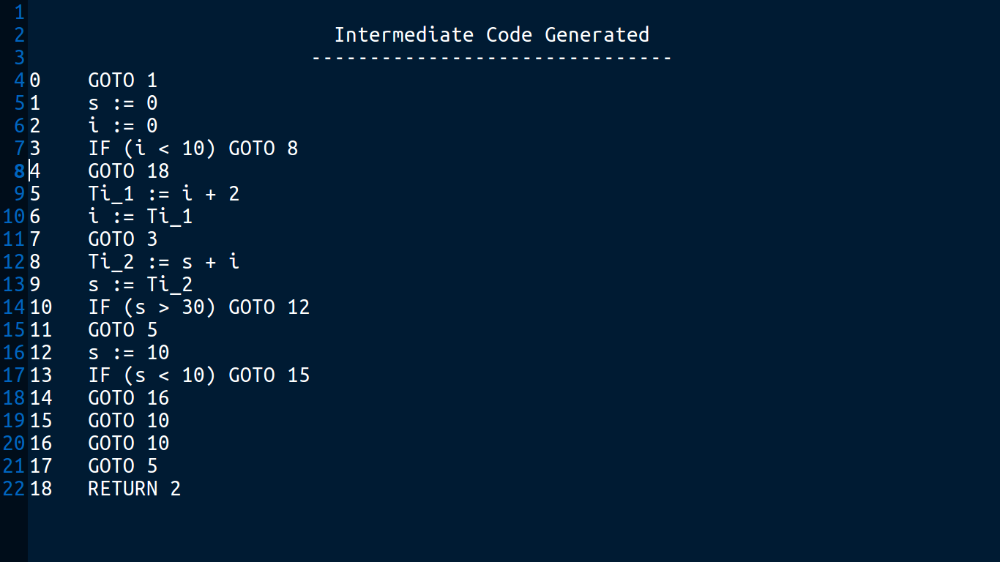 1
2 Intermediate Code Generated
3 -------------------------------
4 0 GOTO 1
5 1 s := 0
6 2 i := 0
7 3 IF (i < 10) GOTO 8
8 4 GOTO 18
9 5 Ti_1 := i + 2
10 6 i := Ti_1
11 7 GOTO 3
12 8 Ti_2 := s + i
13 9 s := Ti_2
14 10 IF (s > 30) GOTO 12
15 11 GOTO 5
16 12 s := 10
17 13 IF (s < 10) GOTO 15
18 14 GOTO 16
19 15 GOTO 10
20 16 GOTO 10
21 17 GOTO 5
22 18 RETURN 2